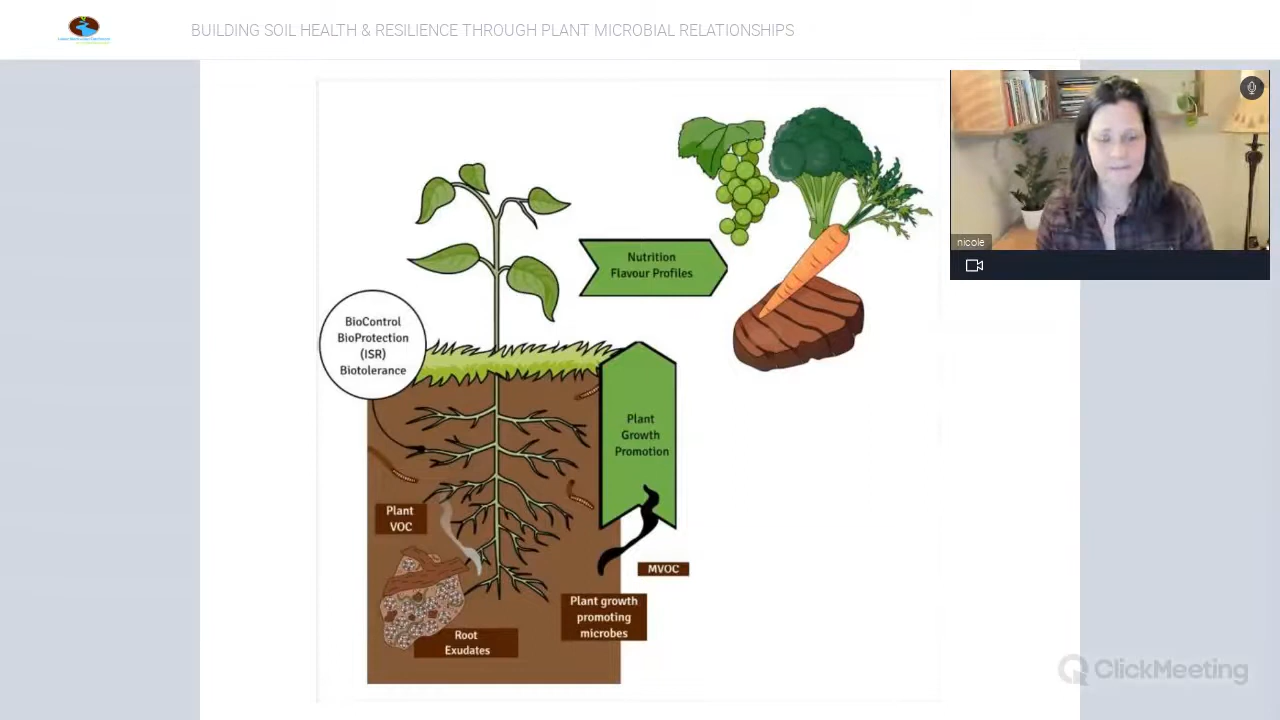 BUILDING SOIL HEALTH & RESILIENCE THROUGH PLANT MICROBIAL RELATIONSHIPS
nicole
Nutrition
Flavour Profiles
BioControl
BioProtection
(ISR)
Biotolerance
Plant
Growth
Promotion
Plant
VOC
MVOC
Plant growth
promoting
microbes
Root
Exudates
ClickMeeting